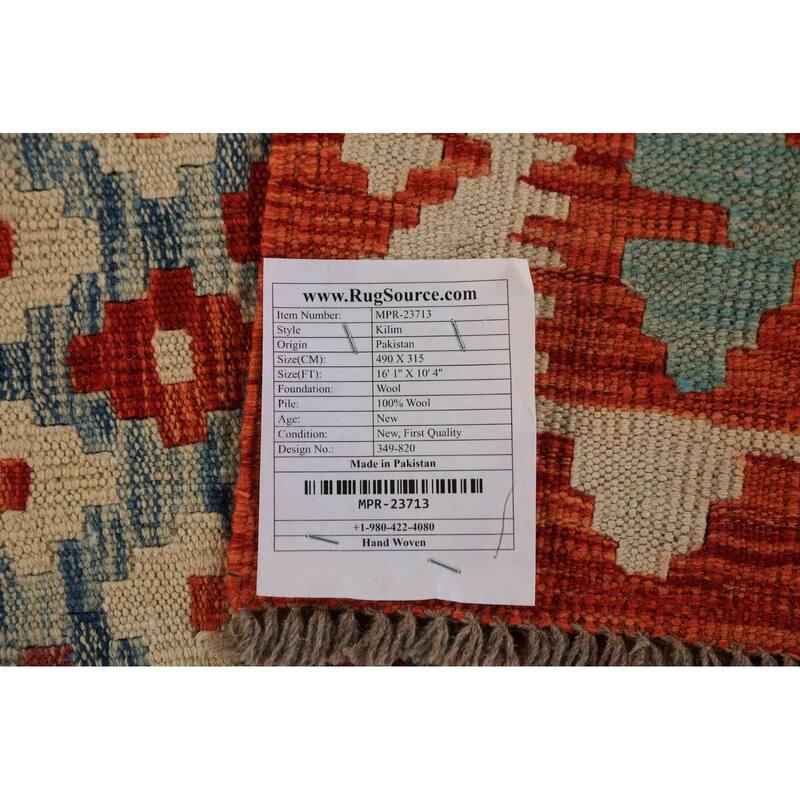 www.RugSource.com
Item Number: MPR-23713
Style Kilim
Origin Pakistan
Size(CM): 490 X 315
Size(FT): 16' 1" X 10' 4"
Foundation: Wool
Pile: 100% Wool
Age: New
Condition: New, First Quality
Design No.: 349-820
Made in Pakistan
MPR-23713
+1-980-422-4080
Hand Woven